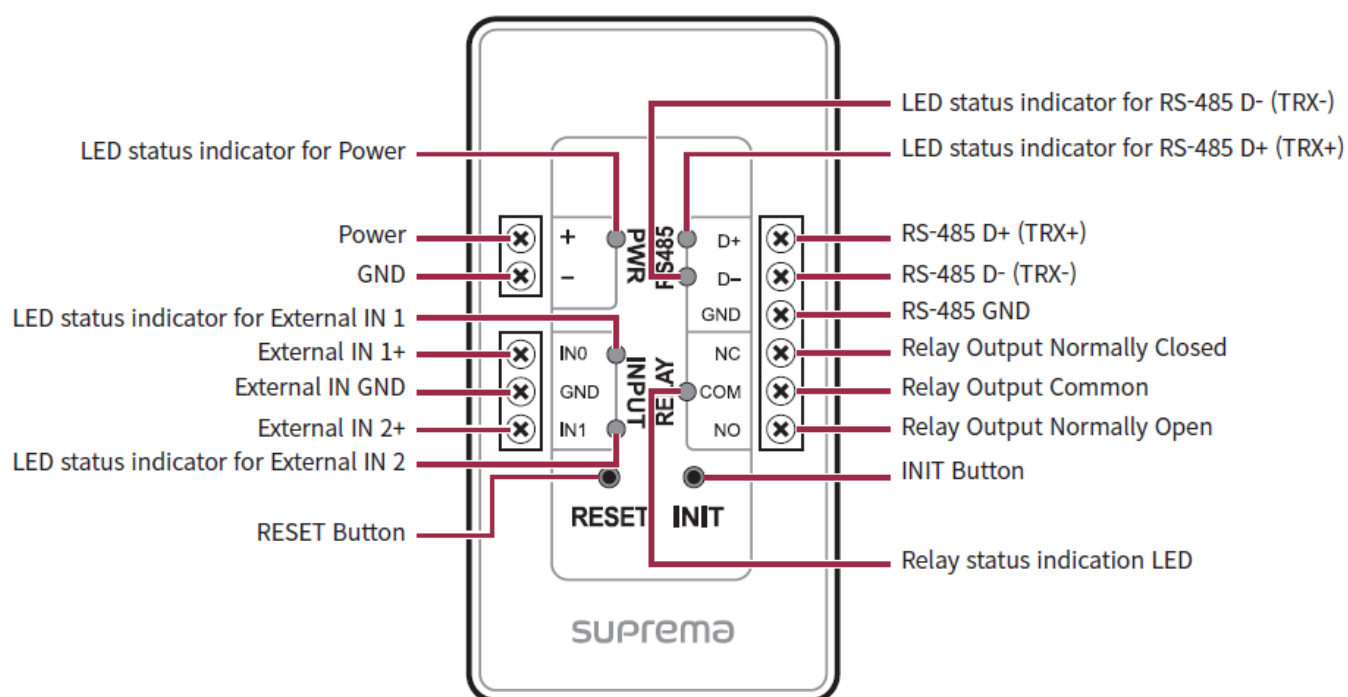 LED status indicator for RS-485 D- (TRX-)
LED status indicator for Power
LED status indicator for RS-485 D+ (TRX+)
Power
GND
LED status indicator for External IN 1
External IN 1+
External IN GND
External IN 2+
LED status indicator for External IN 2
RESET Button
+
−
PWR
IN0
GND
IN1
INPUT
RS485
D+
D−
GND
RELAY
NC
COM
NO
RESET
INIT
suprema
RS-485 D+ (TRX+)
RS-485 D- (TRX-)
RS-485 GND
Relay Output Normally Closed
Relay Output Common
Relay Output Normally Open
INIT Button
Relay status indication LED